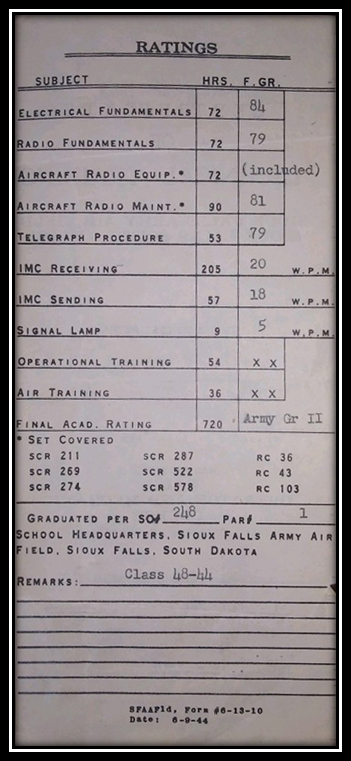 RATINGS
SUBJECT HRS. F.GR.
ELECTRICAL FUNDAMENTALS 72 84
RADIO FUNDAMENTALS 72 79
AIRCRAFT RADIO EQUIP.* 72 (included)
AIRCRAFT RADIO MAINT.* 90 81
TELEGRAPH PROCEDURE 53 79
IMC RECEIVING 205 20 W.P.M.
IMC SENDING 57 18 W.P.M.
SIGNAL LAMP 9 5 W.P.M.
OPERATIONAL TRAINING 54 X X
AIR TRAINING 36 X X
FINAL ACAD. RATING 720 Army Gr II
* SET COVERED
SCR 211 SCR 287 RC 36
SCR 269 SCR 522 RC 43
SCR 274 SCR 578 RC 103
GRADUATED PER SO# 248 PAR# 1
SCHOOL HEADQUARTERS, SIOUX FALLS ARMY AIR
FIELD, SIOUX FALLS, SOUTH DAKOTA
REMARKS: Class 48-44
SFAAFld, Form #6-13-10
Date: 6-9-44